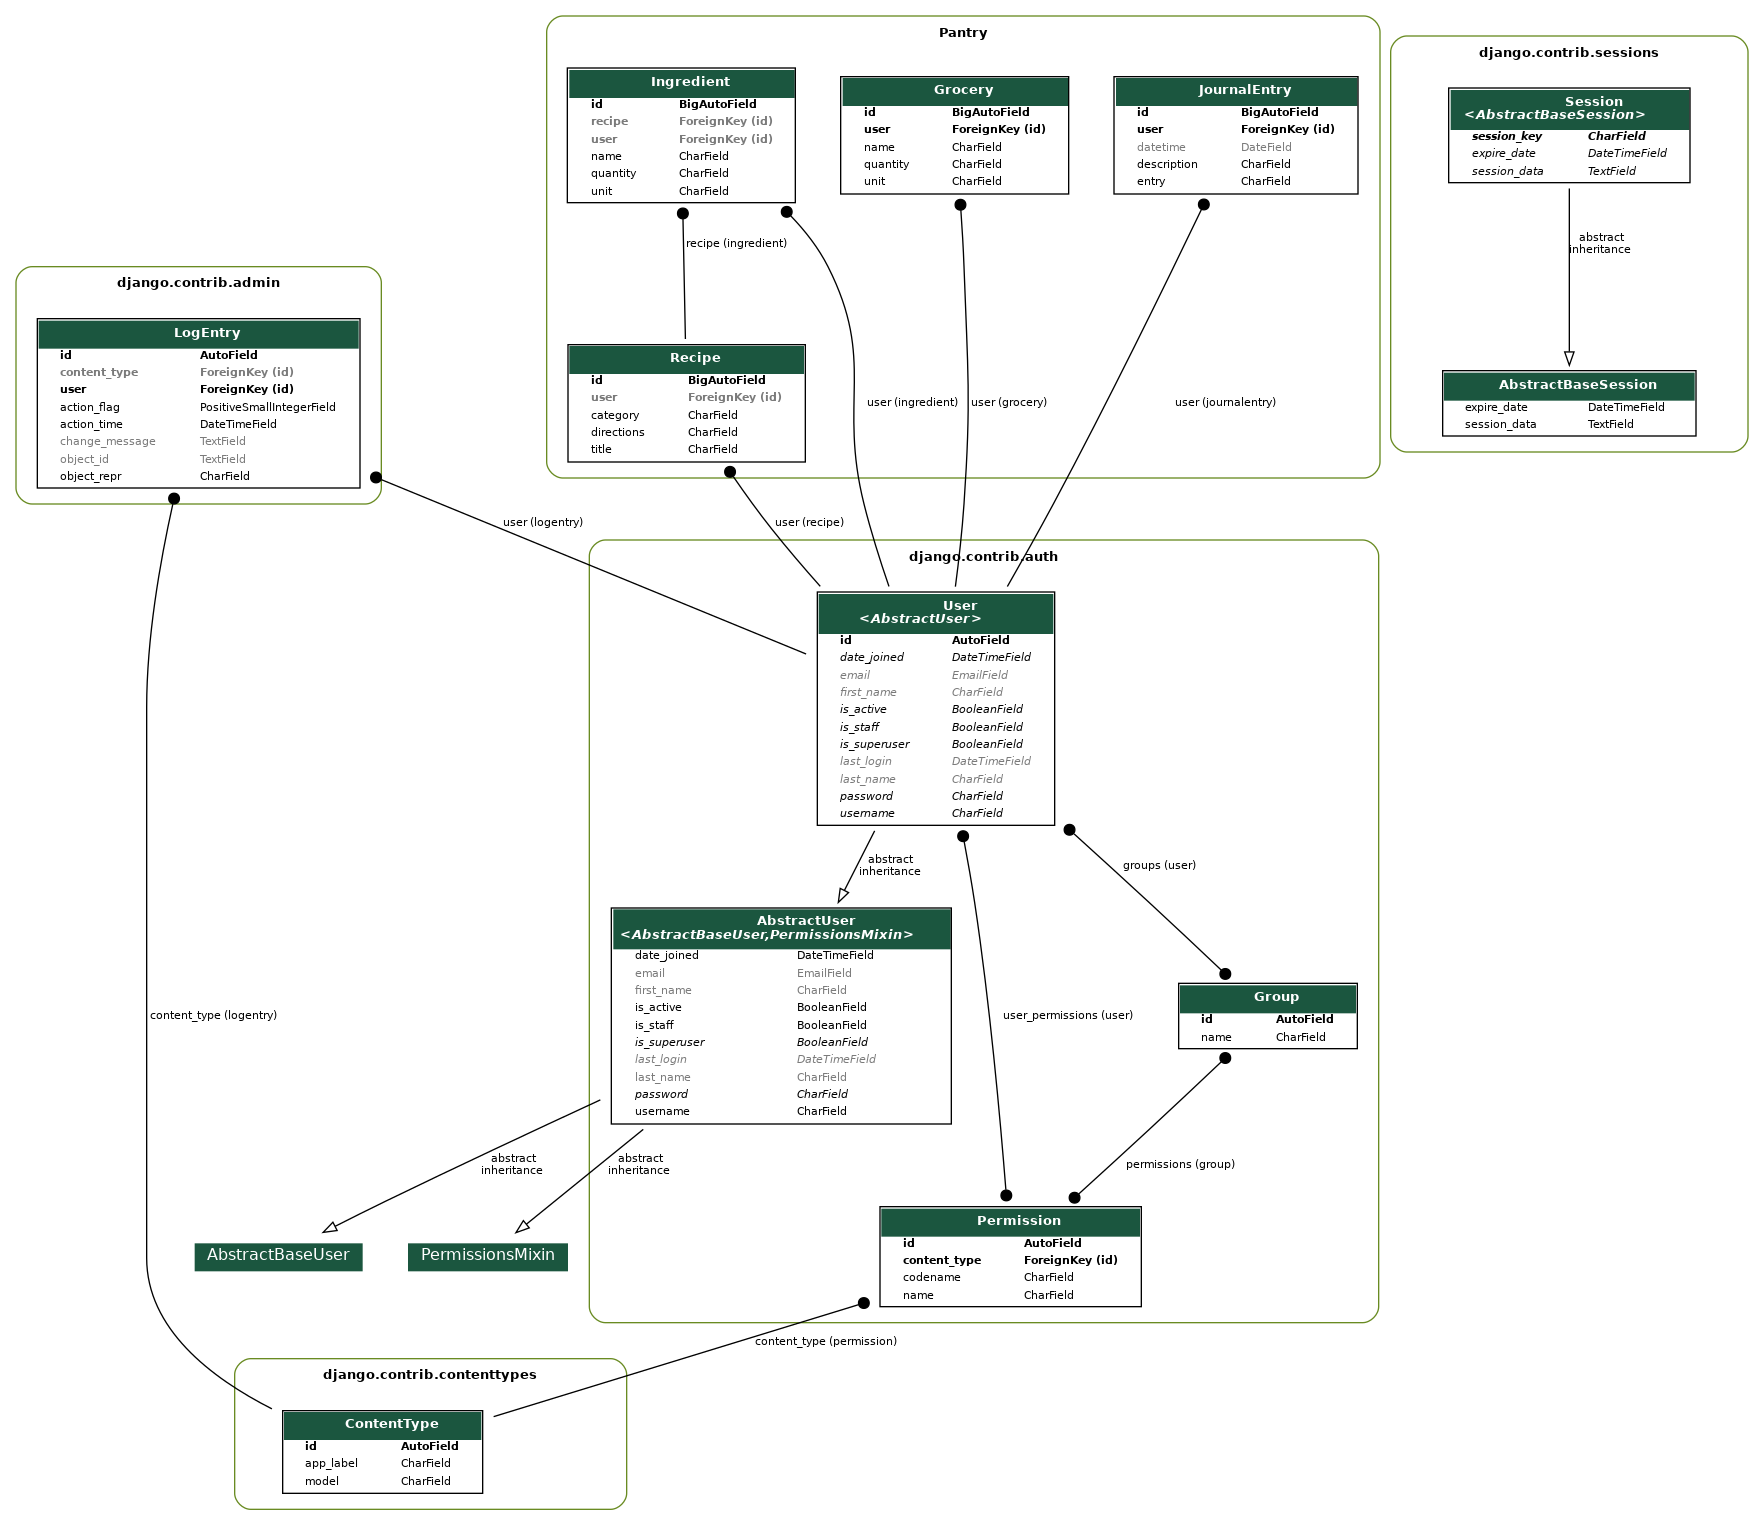 Pantry
Ingredient
id BigAutoField
recipe ForeignKey (id)
user ForeignKey (id)
name CharField
quantity CharField
unit CharField
Grocery
id BigAutoField
user ForeignKey (id)
name CharField
quantity CharField
unit CharField
JournalEntry
id BigAutoField
user ForeignKey (id)
datetime DateField
description CharField
entry CharField
django.contrib.sessions
Session
<AbstractBaseSession>
session_key CharField
expire_date DateTimeField
session_data TextField
abstract
inheritance
AbstractBaseSession
expire_date DateTimeField
session_data TextField
recipe (ingredient)
Recipe
id BigAutoField
user ForeignKey (id)
category CharField
directions CharField
title CharField
user (ingredient)
user (grocery)
user (journalentry)
django.contrib.admin
LogEntry
id AutoField
content_type ForeignKey (id)
user ForeignKey (id)
action_flag PositiveSmallIntegerField
action_time DateTimeField
change_message TextField
object_id TextField
object_repr CharField
user (logentry)
user (recipe)
django.contrib.auth
User
<AbstractUser>
id AutoField
date_joined DateTimeField
email EmailField
first_name CharField
is_active BooleanField
is_staff BooleanField
is_superuser BooleanField
last_login DateTimeField
last_name CharField
password CharField
username CharField
abstract
inheritance
groups (user)
AbstractUser
<AbstractBaseUser,PermissionsMixin>
date_joined DateTimeField
email EmailField
first_name CharField
is_active BooleanField
is_staff BooleanField
is_superuser BooleanField
last_login DateTimeField
last_name CharField
password CharField
username CharField
user_permissions (user)
Group
id AutoField
name CharField
content_type (logentry)
abstract
inheritance
abstract
inheritance
permissions (group)
AbstractBaseUser
PermissionsMixin
Permission
id AutoField
content_type ForeignKey (id)
codename CharField
name CharField
content_type (permission)
django.contrib.contenttypes
ContentType
id AutoField
app_label CharField
model CharField